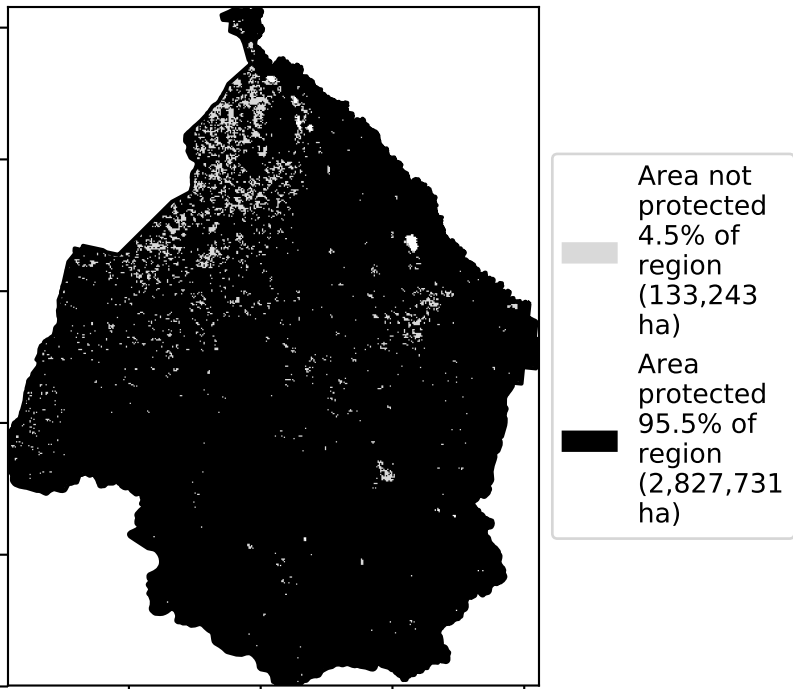 Area not
protected
4.5% of
region
(133,243
ha)
Area
protected
95.5% of
region
(2,827,731
ha)